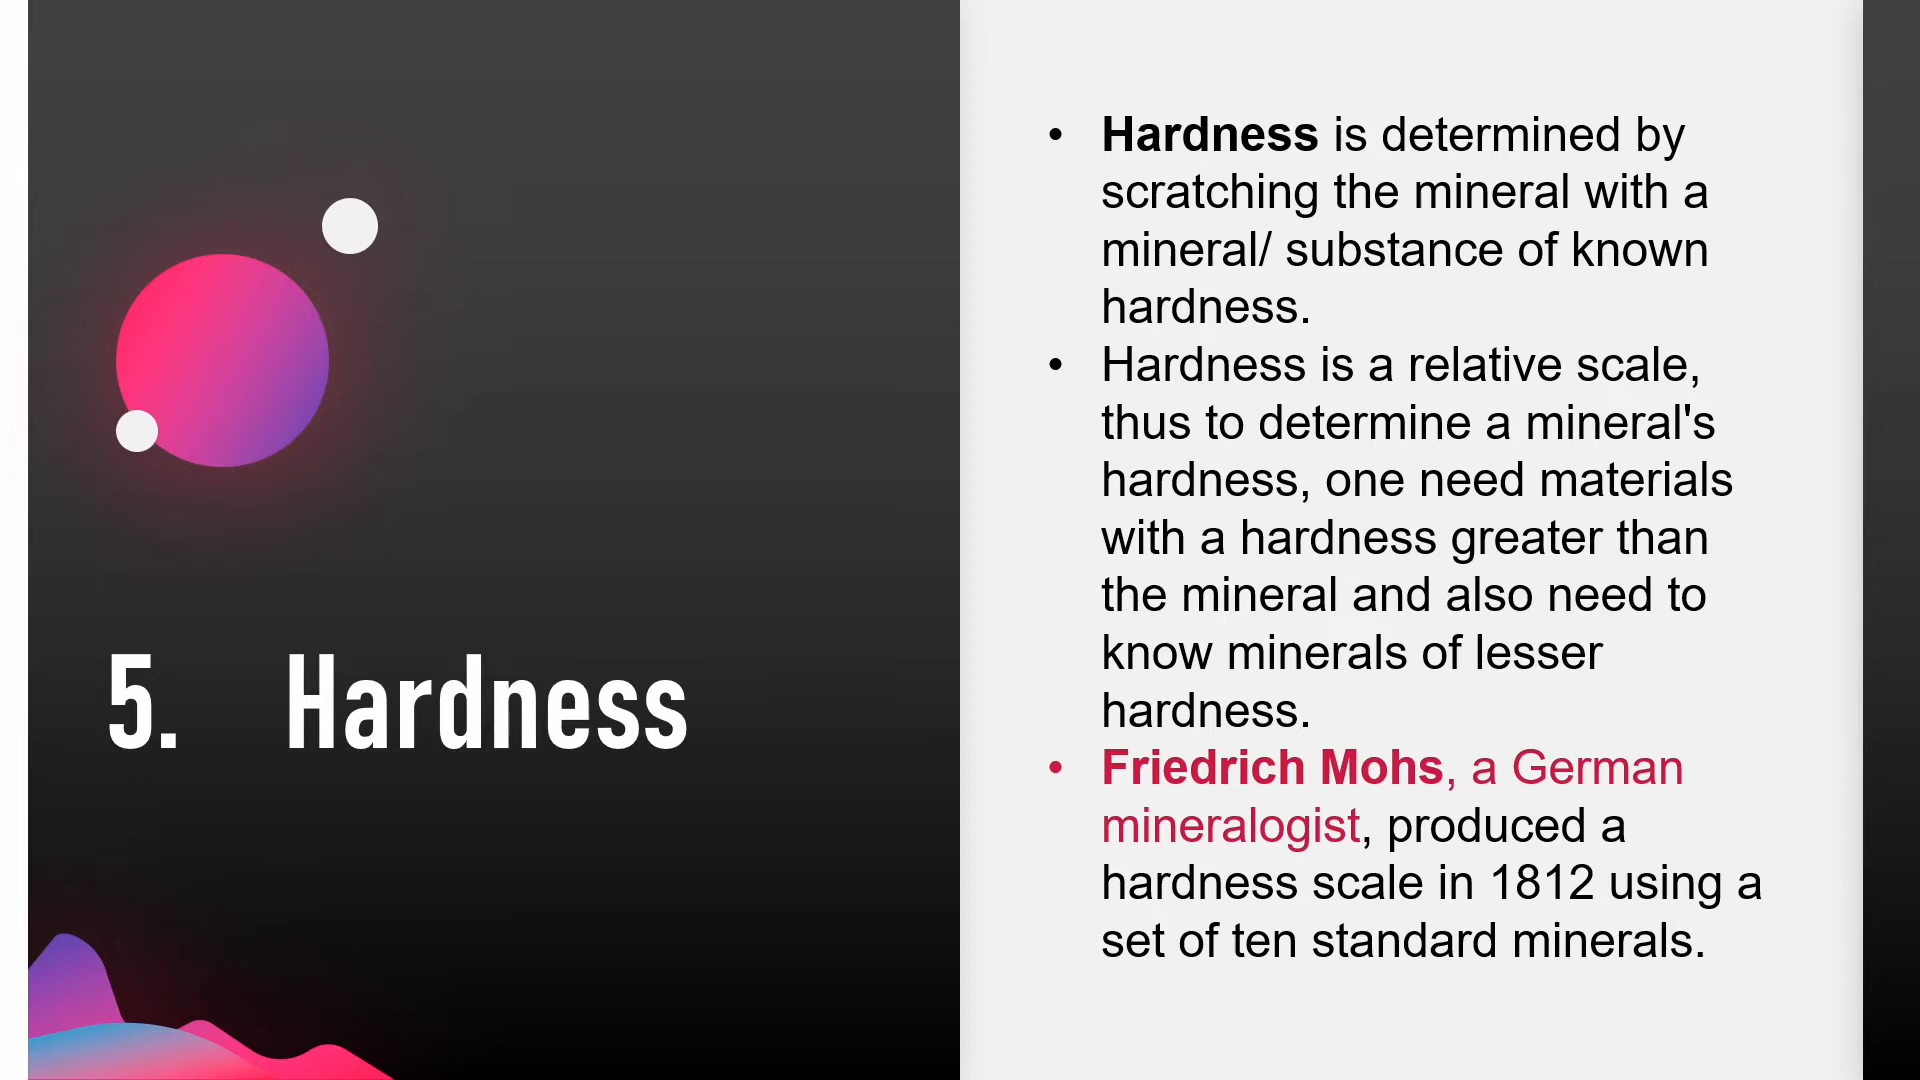 5. Hardness
• Hardness is determined by
scratching the mineral with a
mineral/ substance of known
hardness.
• Hardness is a relative scale,
thus to determine a mineral's
hardness, one need materials
with a hardness greater than
the mineral and also need to
know minerals of lesser
hardness.
• Friedrich Mohs, a German
mineralogist, produced a
hardness scale in 1812 using a
set of ten standard minerals.